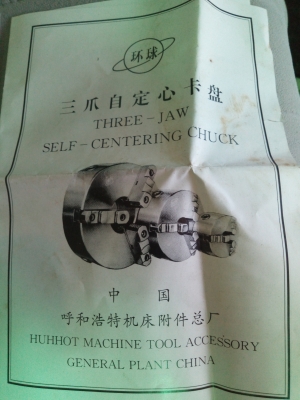 环球
三爪自定心卡盘
THREE-JAW
SELF-CENTERING CHUCK
中国
呼和浩特机床附件总厂
HUHHOT MACHINE TOOL ACCESSORY
GENERAL PLANT CHINA